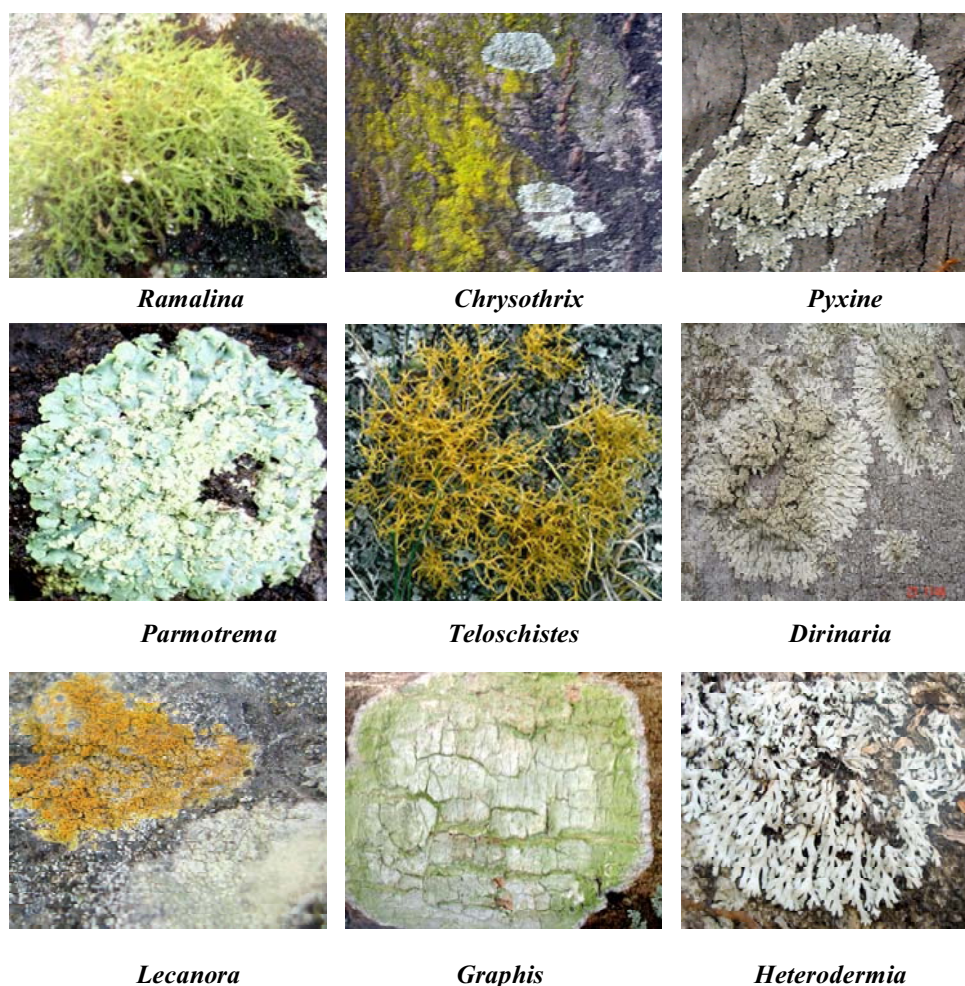 Ramalina Chrysothrix Pyxine
Parmotrema Teloschistes Dirinaria
Lecanora Graphis Heterodermia